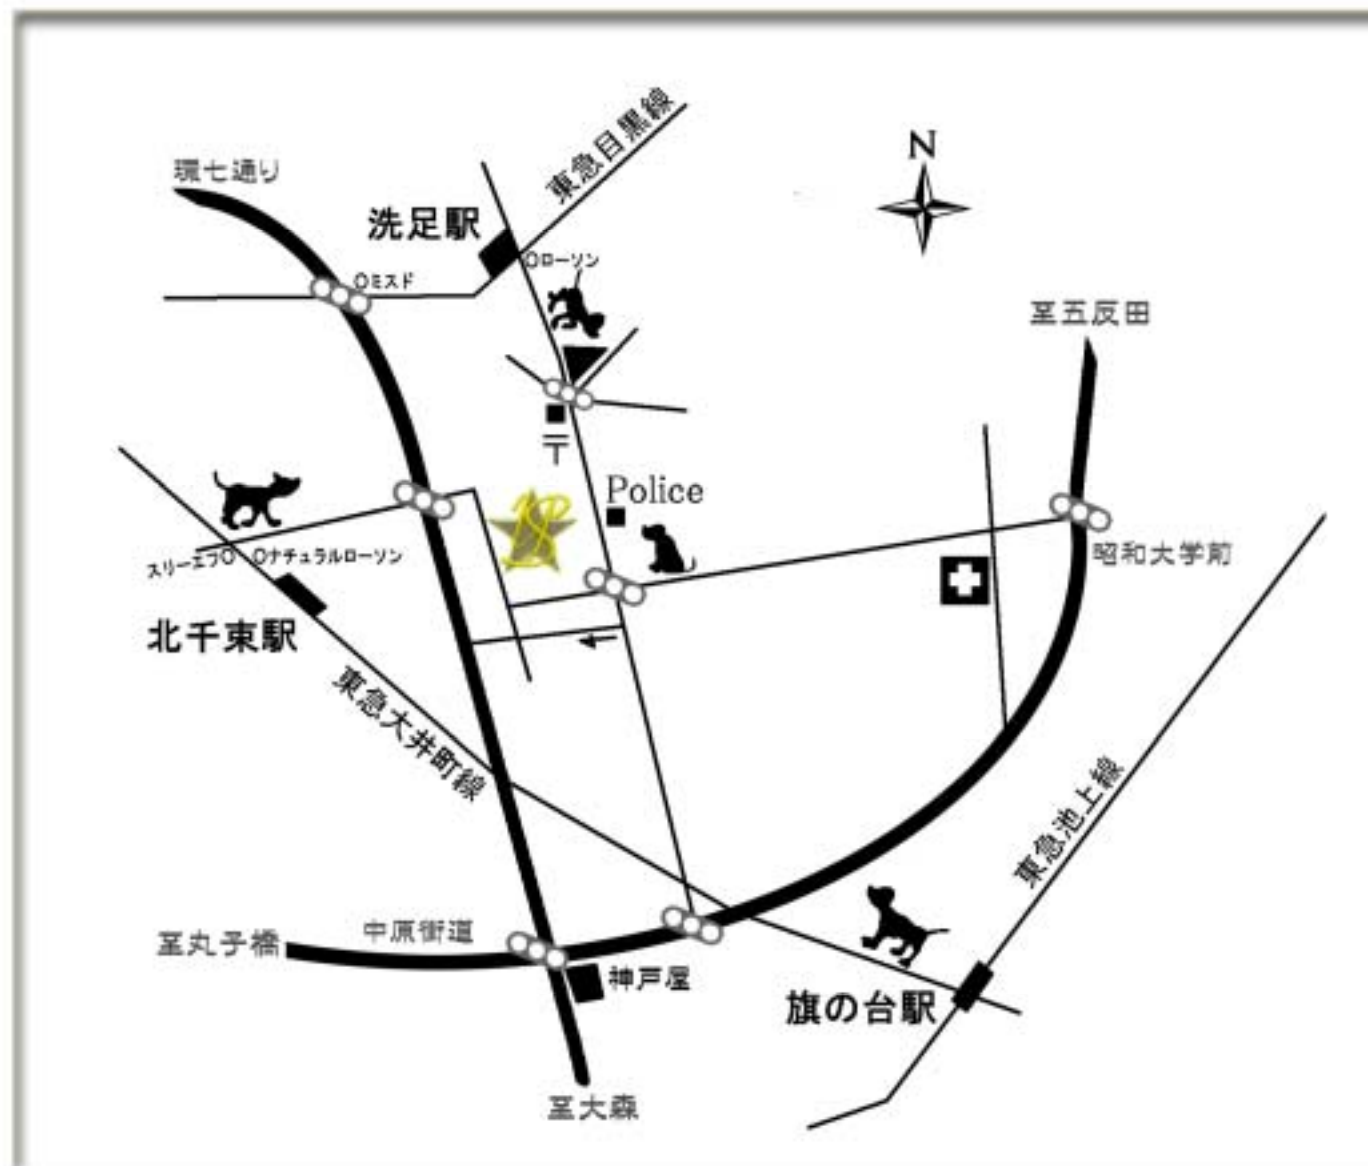 東急目黒線
N
環七通り
洗足駅
ローソン
ミスド
至五反田
〒
Police
スリーエフ
ナチュラルローソン
昭和大学前
北千束駅
東急大井町線
東急池上線
中原街道
至丸子橋
神戸屋
旗の台駅
至大森